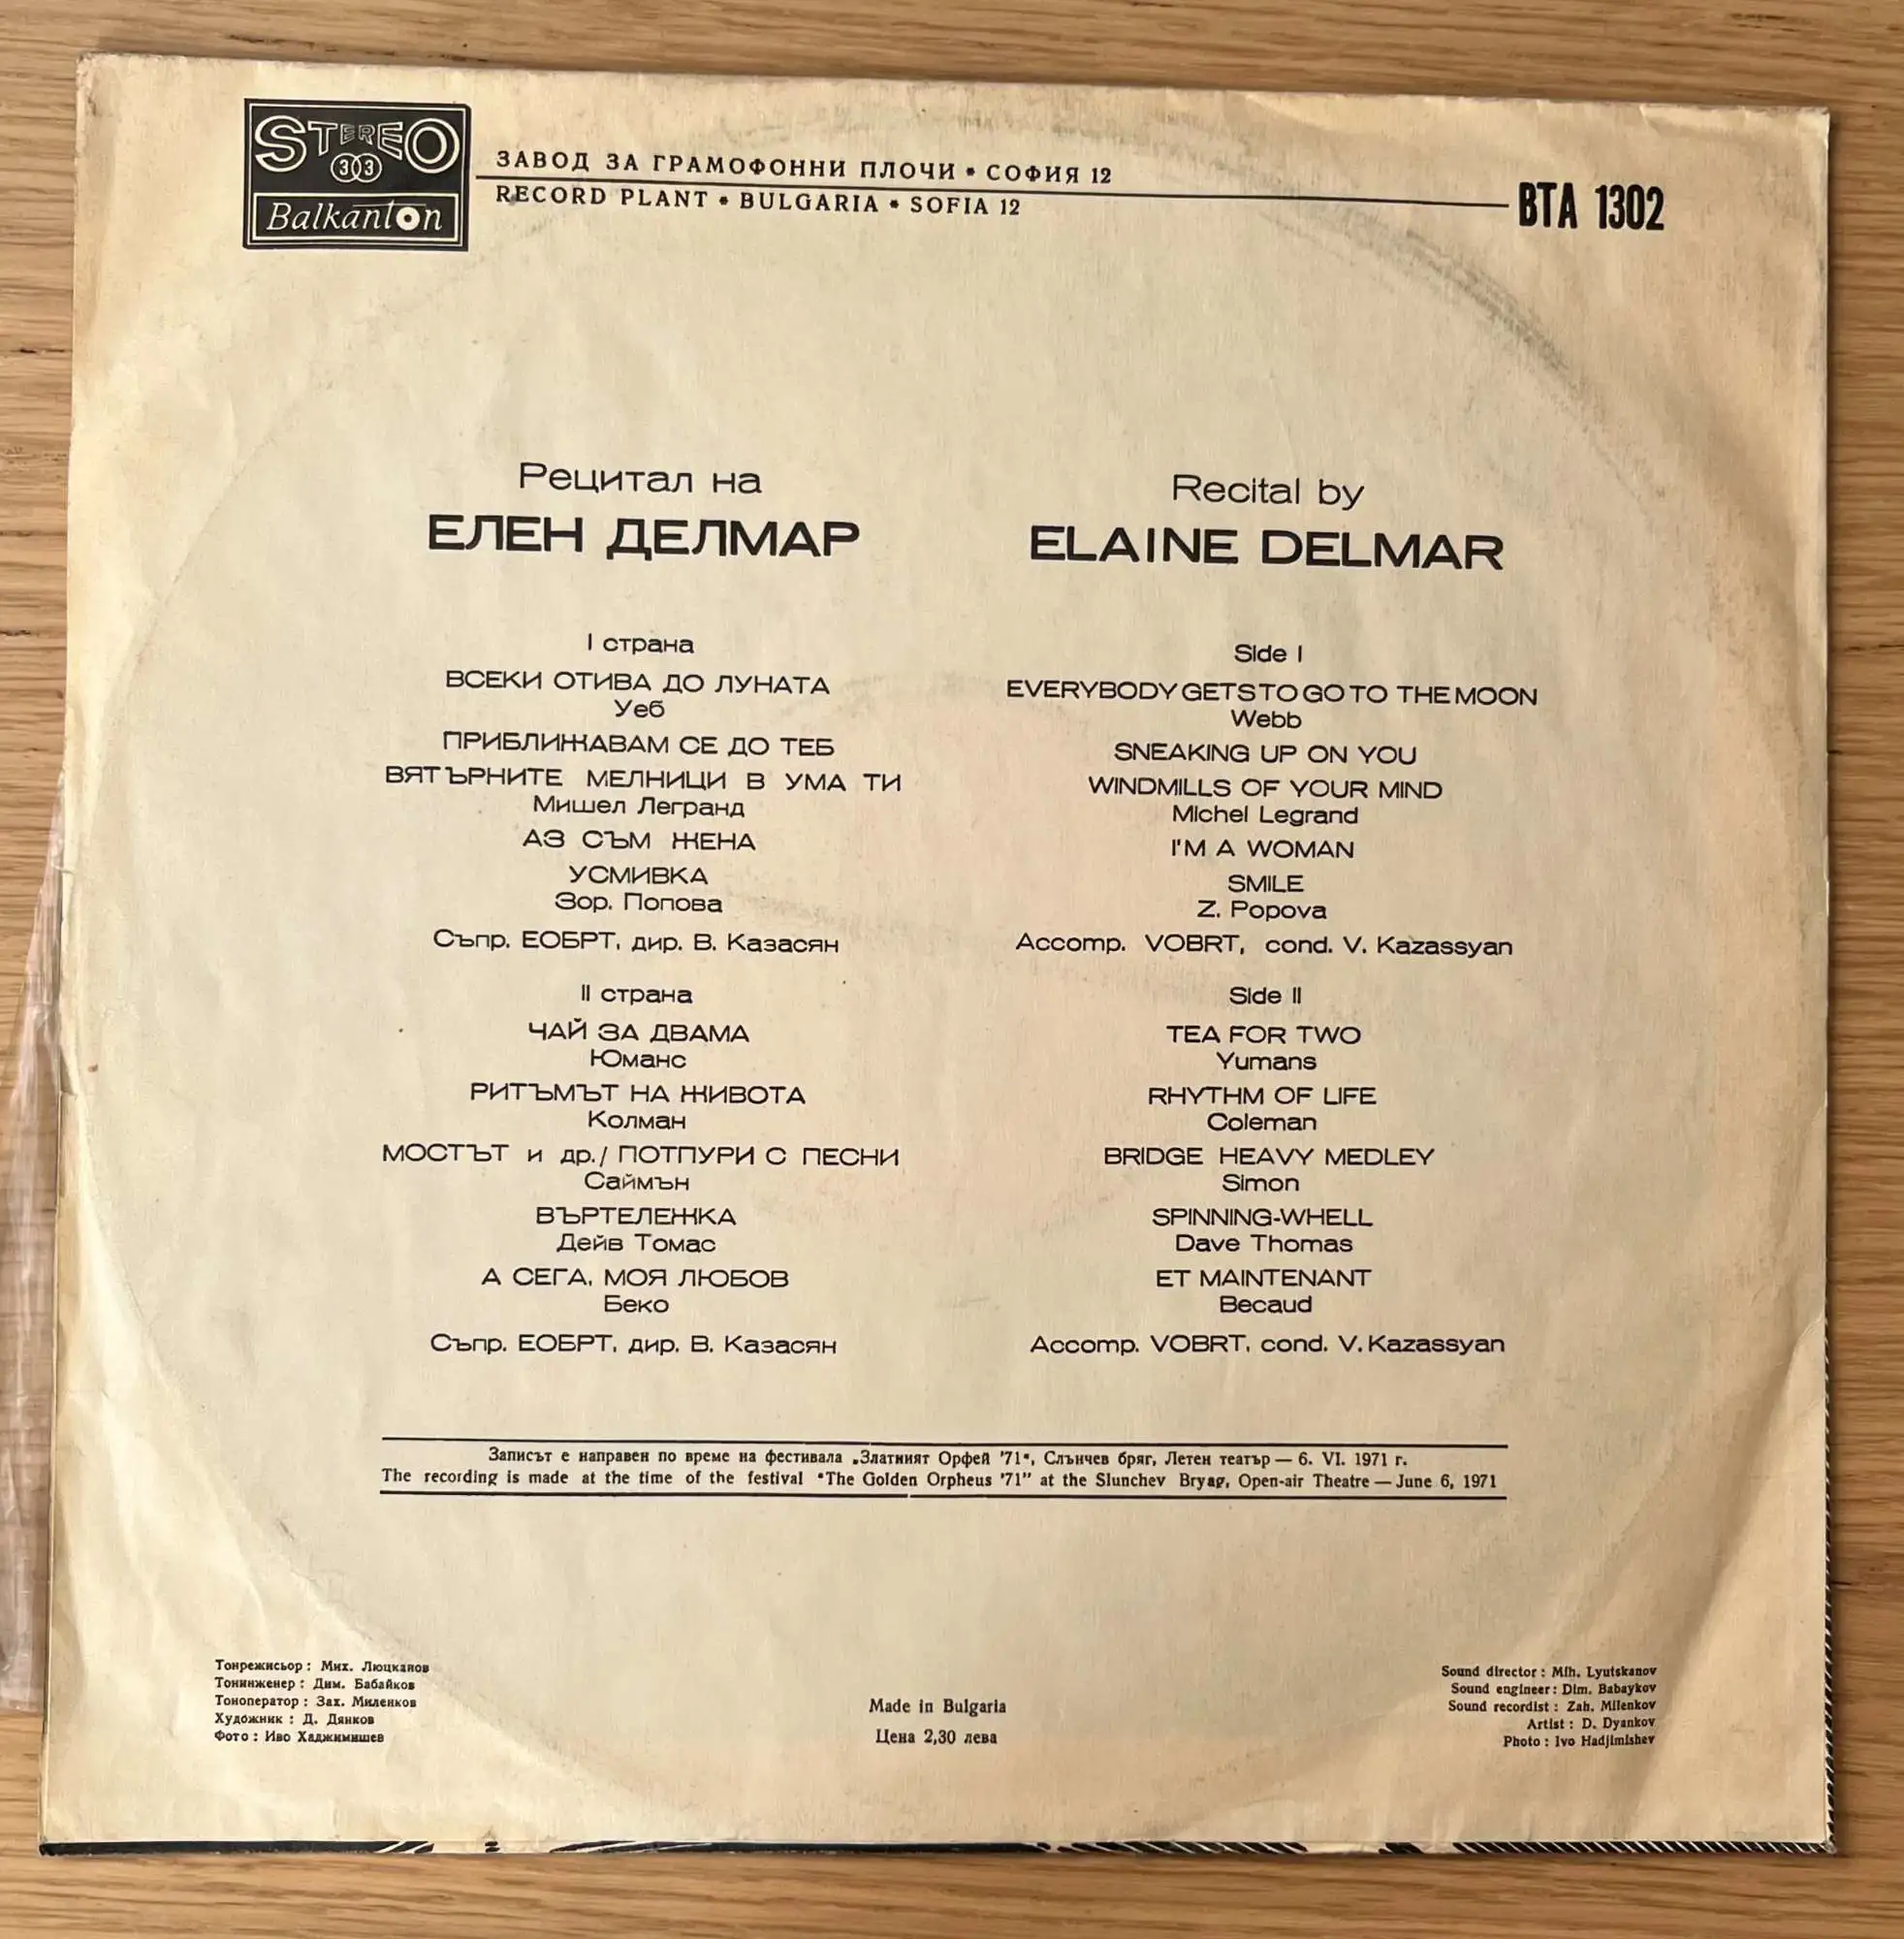 STEREO
33
Balkanton
ЗАВОД ЗА ГРАМОФОННИ ПЛОЧИ • СОФИЯ 12
RECORD PLANT • BULGARIA • SOFIA 12
ВТА 1302
Рецитал на
ЕЛЕН ДЕЛМАР
I страна
ВСЕКИ ОТИВА ДО ЛУНАТА
Уеб
ПРИБЛИЖАВАМ СЕ ДО ТЕБ
ВЯТЪРНИТЕ МЕЛНИЦИ В УМА ТИ
Мишел Легранд
АЗ СЪМ ЖЕНА
УСМИВКА
Зор. Попова
Съпр. ЕОБРТ, дир. В. Казасян
II страна
ЧАЙ ЗА ДВАМА
Юманс
РИТЪМЪТ НА ЖИВОТА
Колман
МОСТЪТ и др./ ПОТПУРИ С ПЕСНИ
Саймън
ВЪРТЕЛЕЖКА
Дейв Томас
А СЕГА, МОЯ ЛЮБОВ
Беко
Съпр. ЕОБРТ, дир. В. Казасян
Recital by
ELAINE DELMAR
Side I
EVERYBODY GETS TO GO TO THE MOON
Webb
SNEAKING UP ON YOU
WINDMILLS OF YOUR MIND
Michel Legrand
I'M A WOMAN
SMILE
Z. Popova
Accomp. VOBRT, cond. V. Kazassyan
Side II
TEA FOR TWO
Yumans
RHYTHM OF LIFE
Coleman
BRIDGE HEAVY MEDLEY
Simon
SPINNING-WHELL
Dave Thomas
ET MAINTENANT
Becaud
Accomp. VOBRT, cond. V. Kazassyan
Записът е направен по време на фестивала „Златният Орфей '71“, Слънчев бряг, Летен театър — 6. VI. 1971 г.
The recording is made at the time of the festival “The Golden Orpheus '71” at the Slunchev Bryag, Open-air Theatre — June 6, 1971
Тонрежисьор : Мих. Люцканов
Тонинженер : Дим. Бабайков
Тоноператор : Зах. Миленков
Художник : Д. Дянков
Фото : Иво Хаджимишев
Made in Bulgaria
Цена 2,30 лева
Sound director : Mih. Lyutskanov
Sound engineer : Dim. Babaykov
Sound recordist : Zah. Milenkov
Artist : D. Dyankov
Photo : Ivo Hadjimishev